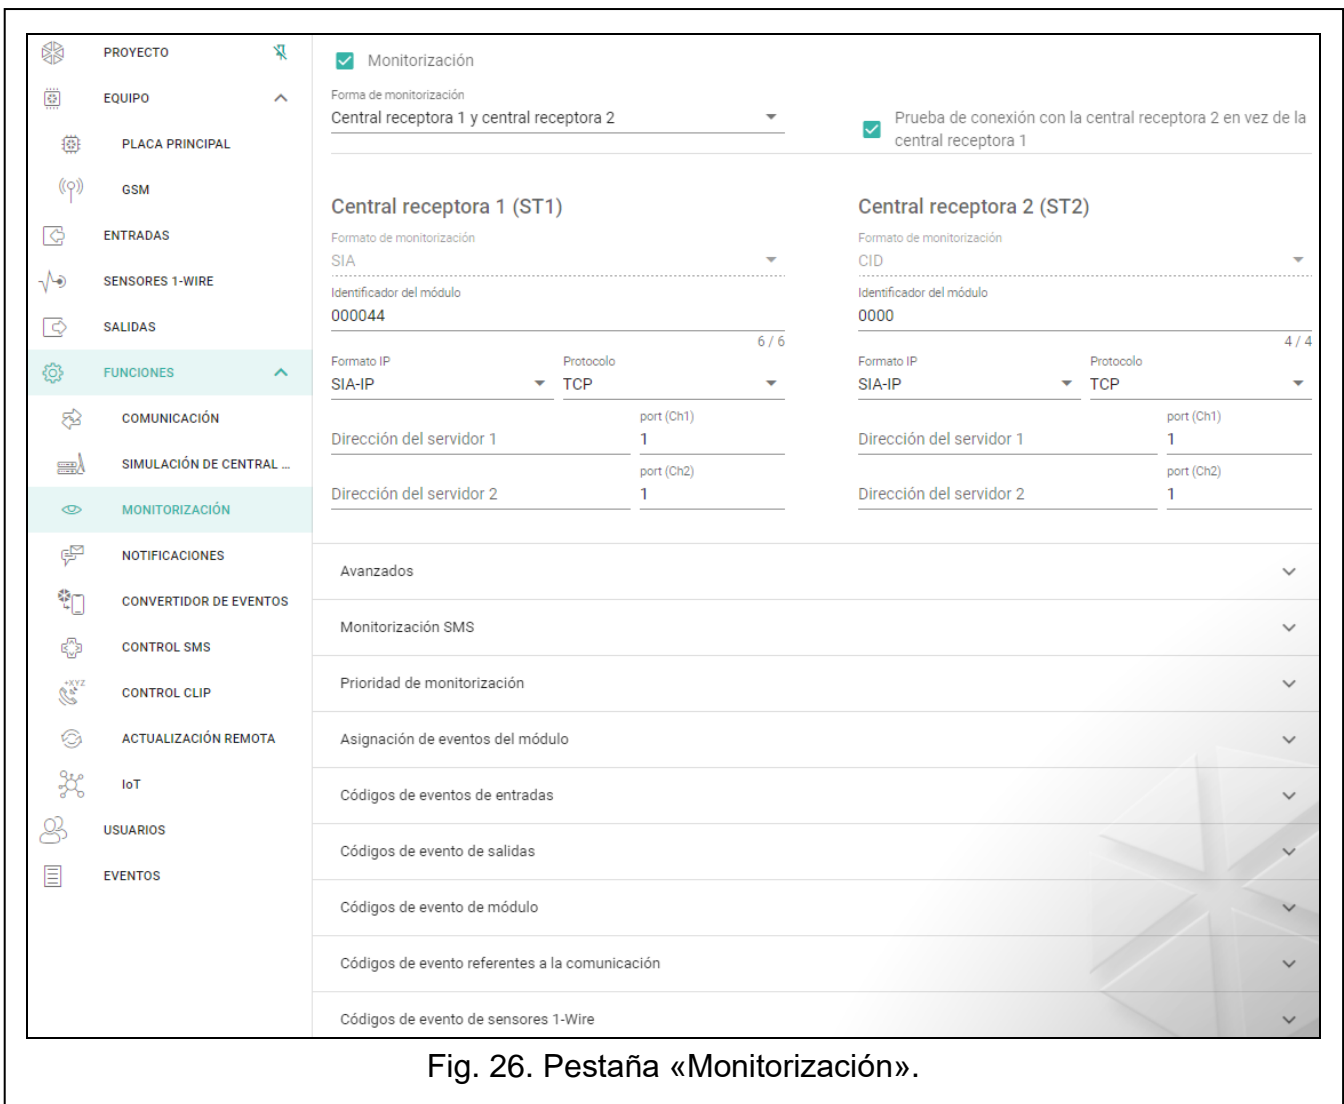 PROYECTO
EQUIPO
PLACA PRINCIPAL
GSM
ENTRADAS
SENSORES 1-WIRE
SALIDAS
FUNCIONES
COMUNICACIÓN
SIMULACIÓN DE CENTRAL ...
MONITORIZACIÓN
NOTIFICACIONES
CONVERTIDOR DE EVENTOS
CONTROL SMS
+XYZ
CONTROL CLIP
ACTUALIZACIÓN REMOTA
IoT
USUARIOS
EVENTOS
Monitorización
Forma de monitorización
Central receptora 1 y central receptora 2
Prueba de conexión con la central receptora 2 en vez de la
central receptora 1
Central receptora 1 (ST1)
Formato de monitorización
SIA
Identificador del módulo
000044
6 / 6
Formato IP
SIA-IP
Protocolo
TCP
Dirección del servidor 1
port (Ch1)
1
Dirección del servidor 2
port (Ch2)
1
Central receptora 2 (ST2)
Formato de monitorización
CID
Identificador del módulo
0000
4 / 4
Formato IP
SIA-IP
Protocolo
TCP
Dirección del servidor 1
port (Ch1)
1
Dirección del servidor 2
port (Ch2)
1
Avanzados
Monitorización SMS
Prioridad de monitorización
Asignación de eventos del módulo
Códigos de eventos de entradas
Códigos de evento de salidas
Códigos de evento de módulo
Códigos de evento referentes a la comunicación
Códigos de evento de sensores 1-Wire
Fig. 26. Pestaña «Monitorización».